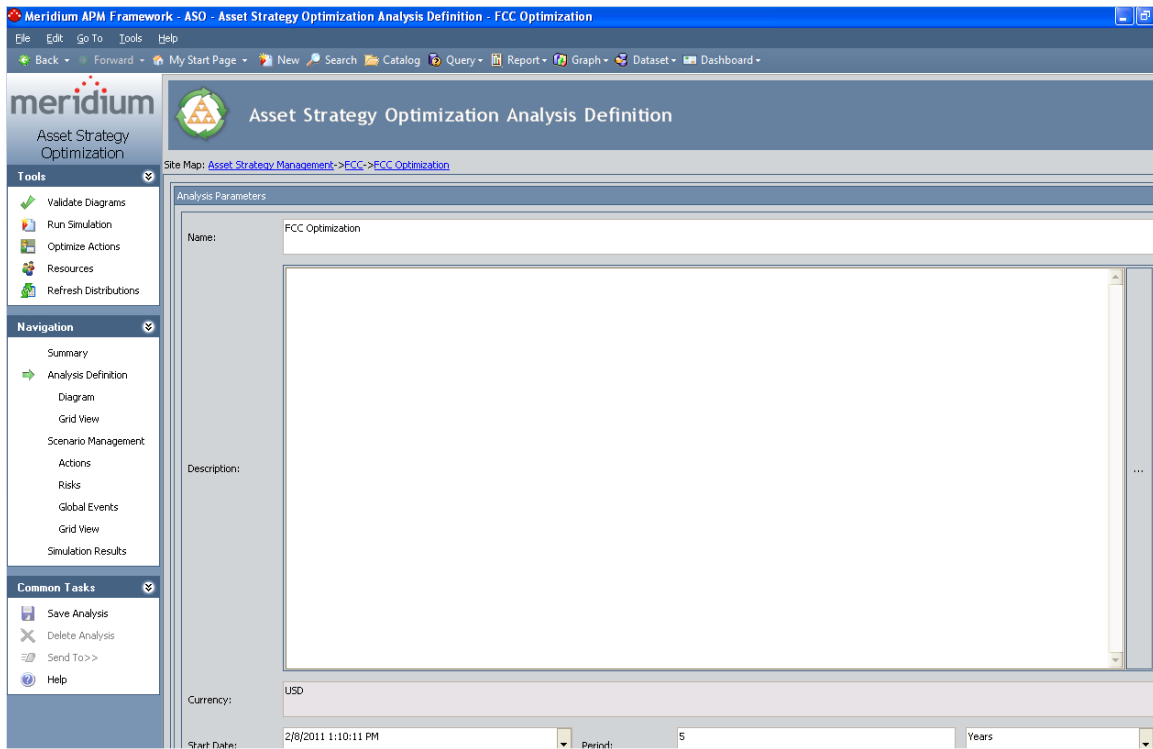 Meridium APM Framework - ASO - Asset Strategy Optimization Analysis Definition - FCC Optimization
File Edit Go To Tools Help
Back Forward My Start Page New Search Catalog Query Report Graph Dataset Dashboard
meridium
Asset Strategy
Optimization
Asset Strategy Optimization Analysis Definition
Site Map: Asset Strategy Management->FCC->FCC Optimization
Tools
Validate Diagrams
Run Simulation
Optimize Actions
Resources
Refresh Distributions
Navigation
Summary
Analysis Definition
Diagram
Grid View
Scenario Management
Actions
Risks
Global Events
Grid View
Simulation Results
Common Tasks
Save Analysis
Delete Analysis
Send To>>
Help
Analysis Parameters
Name: FCC Optimization
Description:
...
Currency: USD
Start Date: 2/8/2011 1:10:11 PM Period: 5 Years